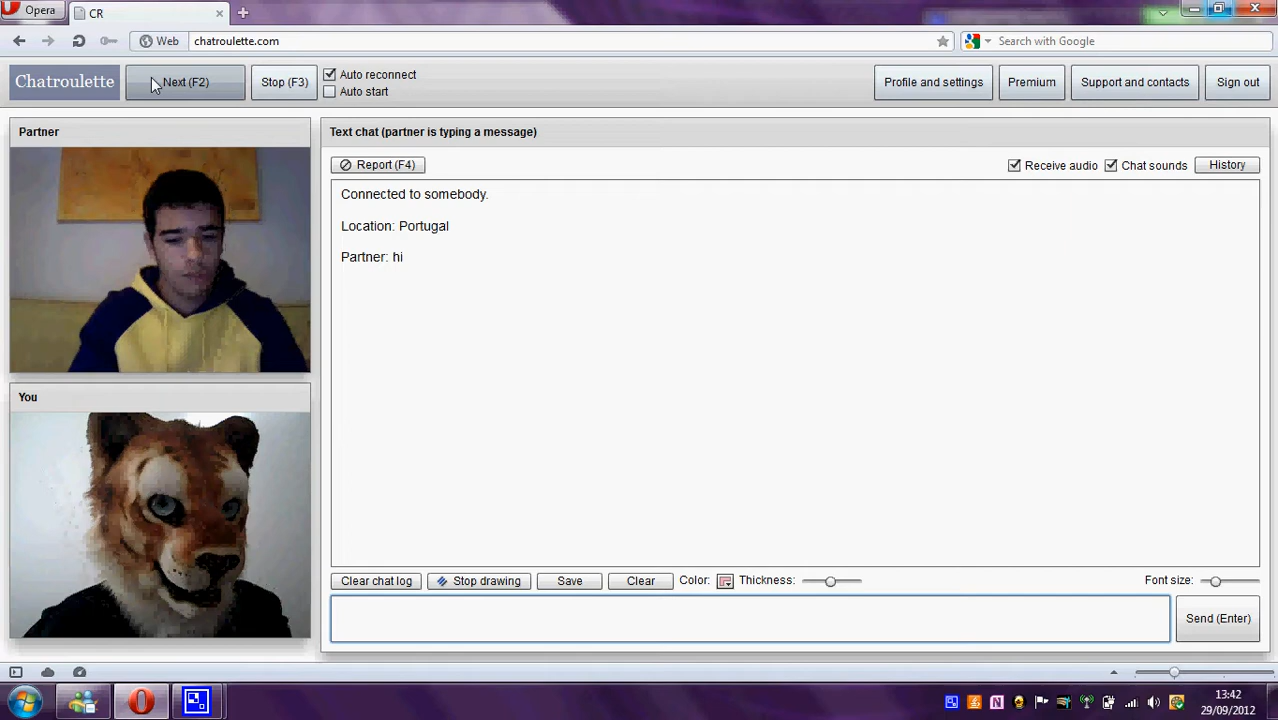 Opera
CR
Web
chatroulette.com
Search with Google
Chatroulette
Next (F2)
Stop (F3)
Auto reconnect
Auto start
Profile and settings
Premium
Support and contacts
Sign out
Partner
Text chat (partner is typing a message)
Report (F4)
Receive audio
Chat sounds
History
Connected to somebody.
Location: Portugal
Partner: hi
You
Clear chat log
Stop drawing
Save
Clear
Color:
Thickness:
Font size:
Send (Enter)
13:42
29/09/2012